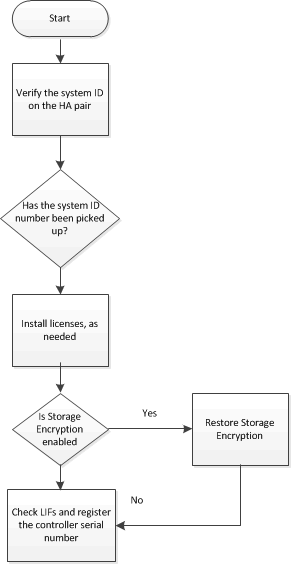 Start
Verify the system ID
on the HA pair
Has the system ID
number been picked
up?
Install licenses, as
needed
Is Storage
Encryption
enabled
Yes
Restore Storage
Encryption
No
Check LIFs and register
the controller serial
number